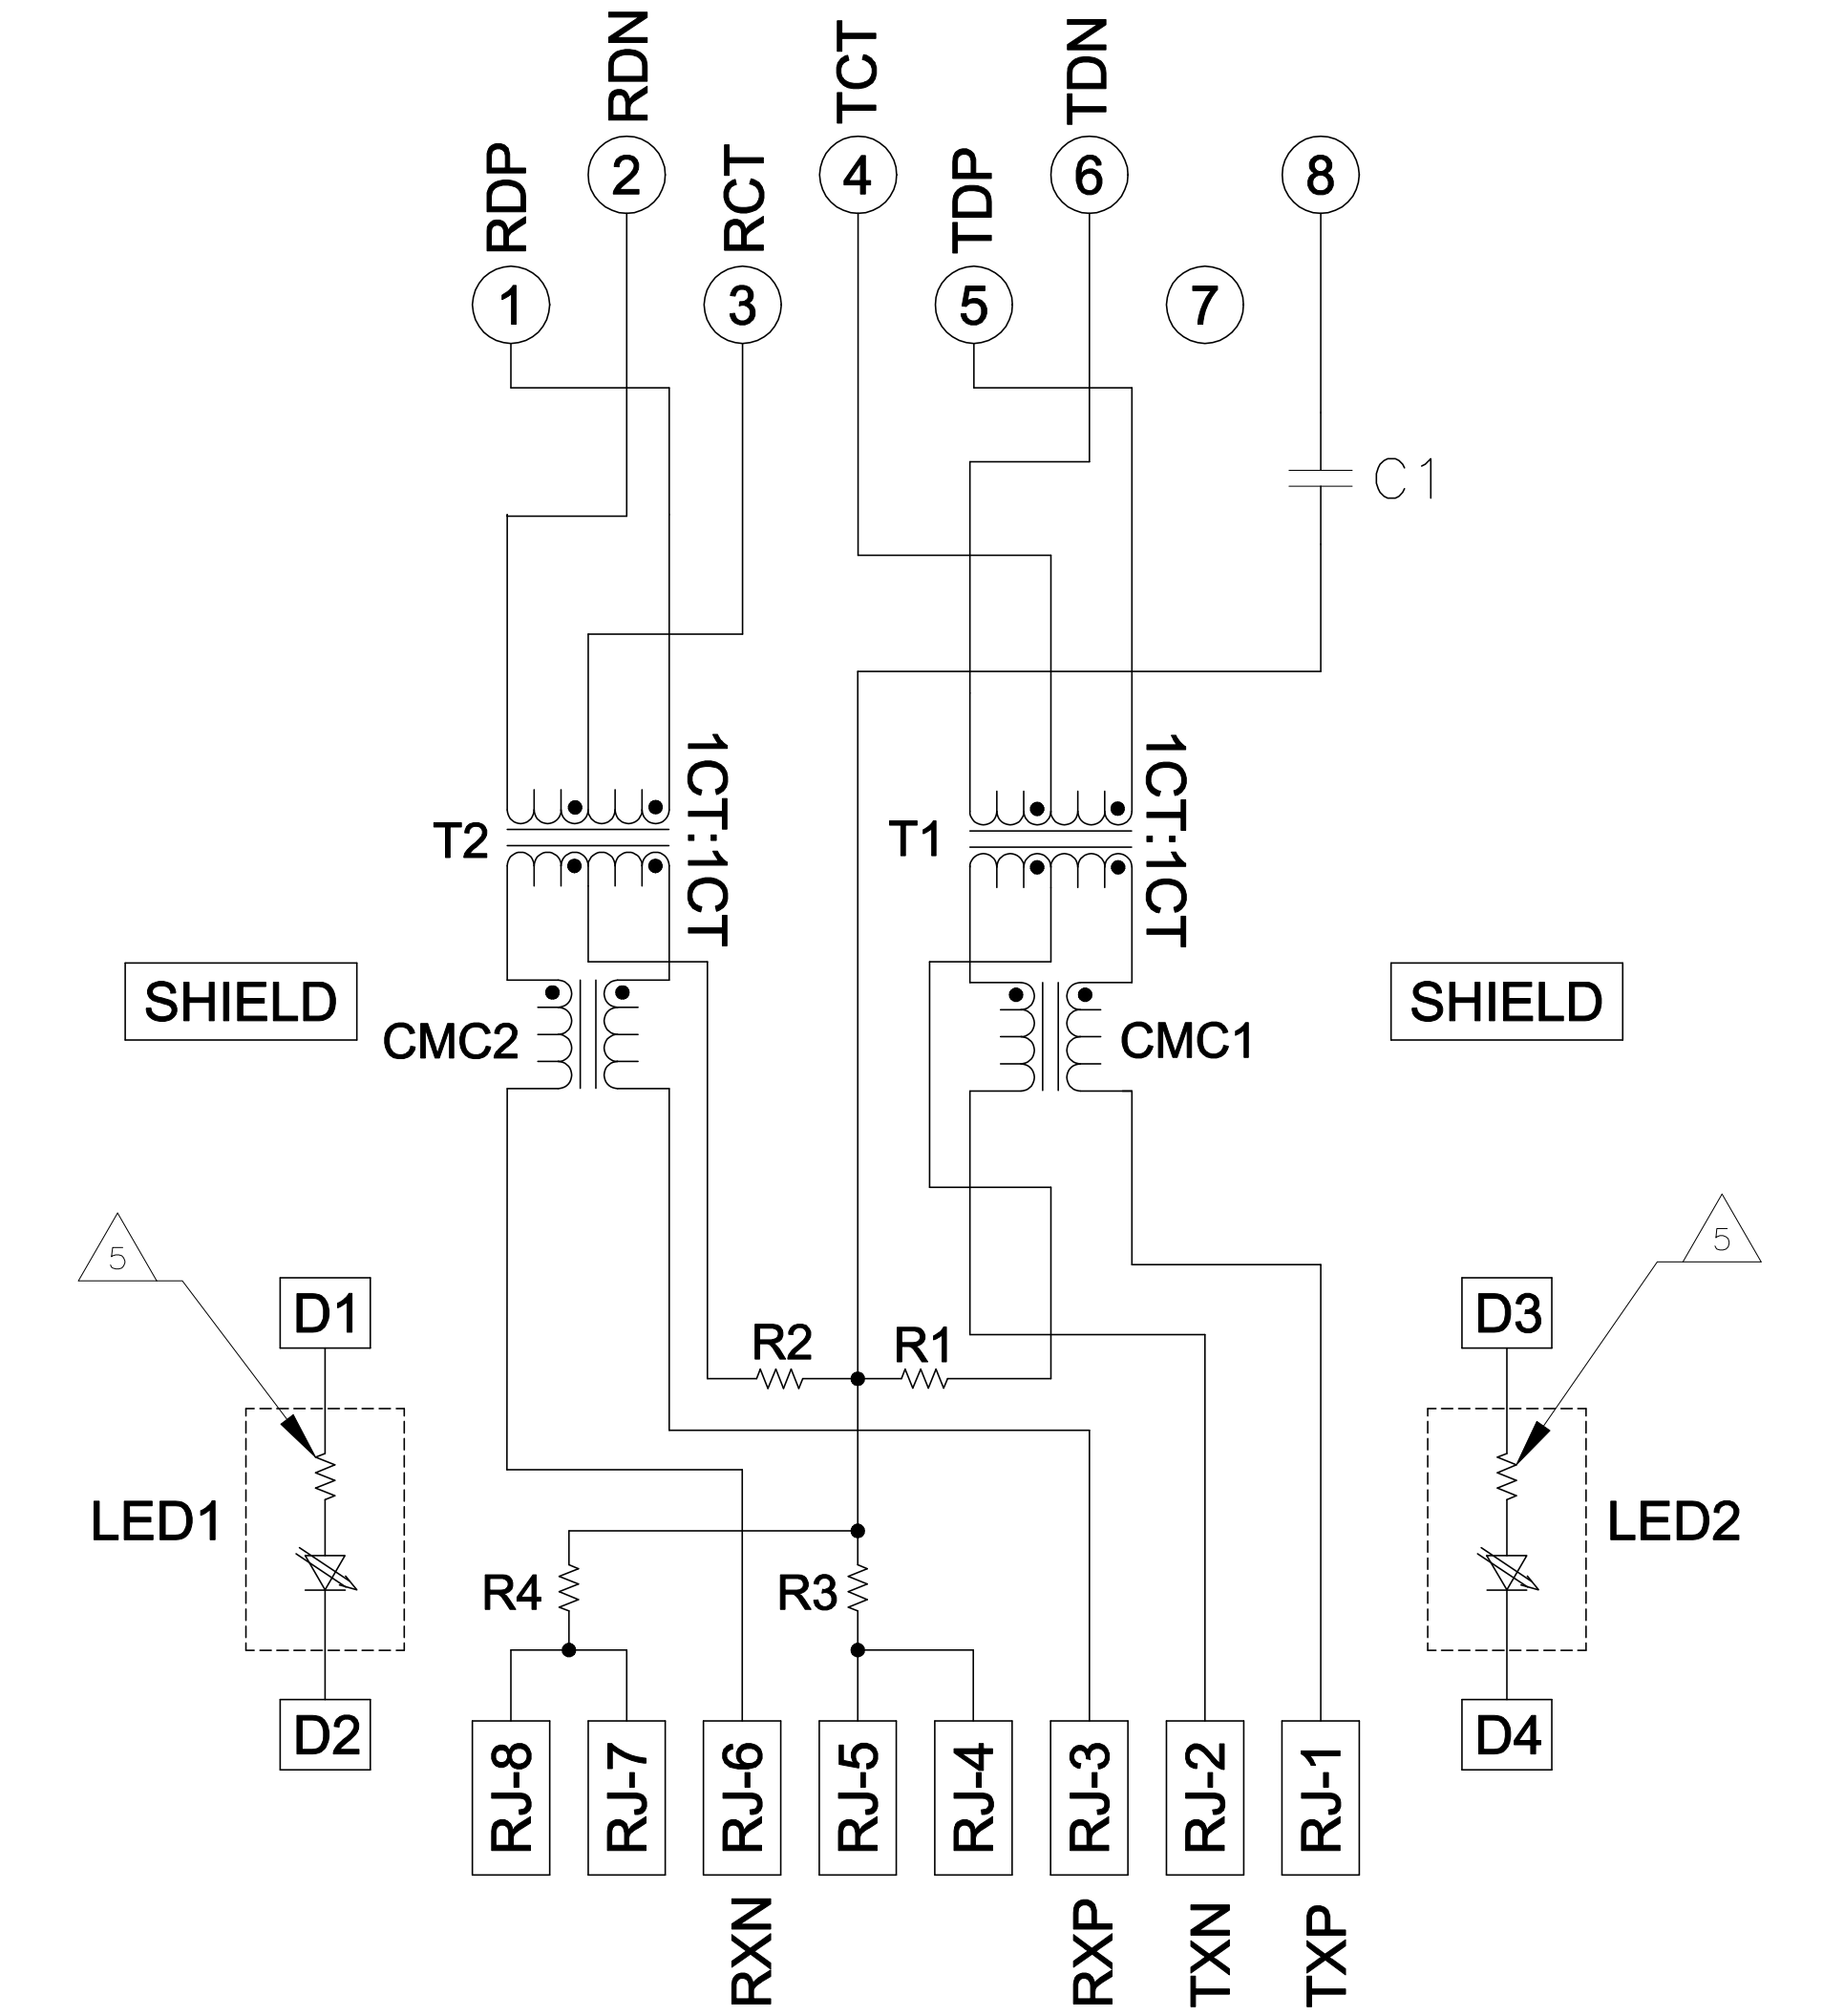 RDN
TCT
TDN
RDP
2
RCT
4
TDP
6
8
1
3
5
7
C1
1CT:1CT
1CT:1CT
T2
T1
SHIELD
SHIELD
CMC2
CMC1
5
5
D1
D3
R2
R1
LED1
LED2
R4
R3
D2
D4
RJ-8
RJ-7
RJ-6
RJ-5
RJ-4
RJ-3
RJ-2
RJ-1
RXN
RXP
TXN
TXP